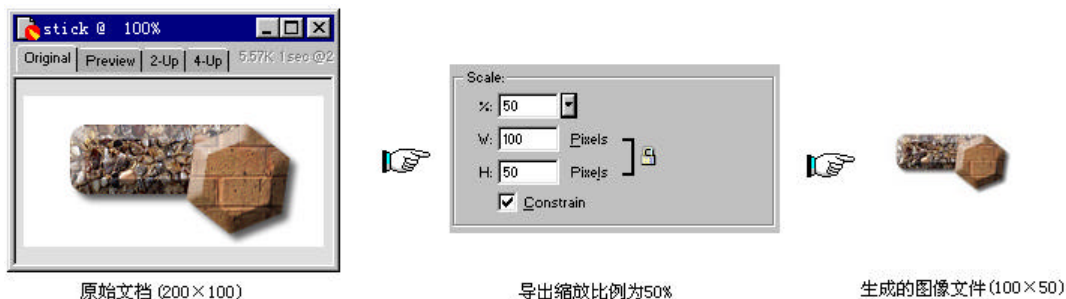 stick @ 100%
Original Preview 2-Up 4-Up 5.57K 1sec @2
Scale:
%: 50
W: 100 Pixels
H: 50 Pixels
Constrain
原始文档 (200×100)
导出缩放比例为50%
生成的图像文件(100×50)